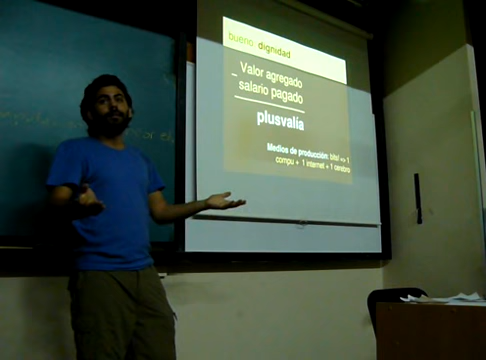 bueno: dignidad
Valor agregado
– salario pagado
plusvalía
Medios de producción: bits! => 1
compu + 1 internet + 1 cerebro